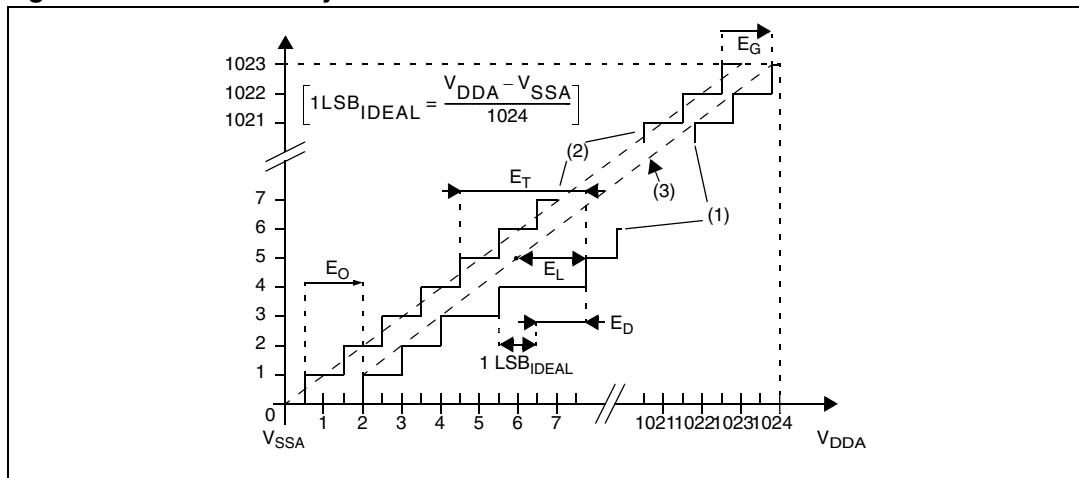 E_G
1023
1022
1021
[1LSB_IDEAL = (V_DDA – V_SSA) / 1024]
(2)
(3)
(1)
E_T
7
6
5
4
3
2
1
0
E_O
E_L
E_D
1 LSB_IDEAL
1 2 3 4 5 6 7 1021 1022 1023 1024
V_SSA
V_DDA